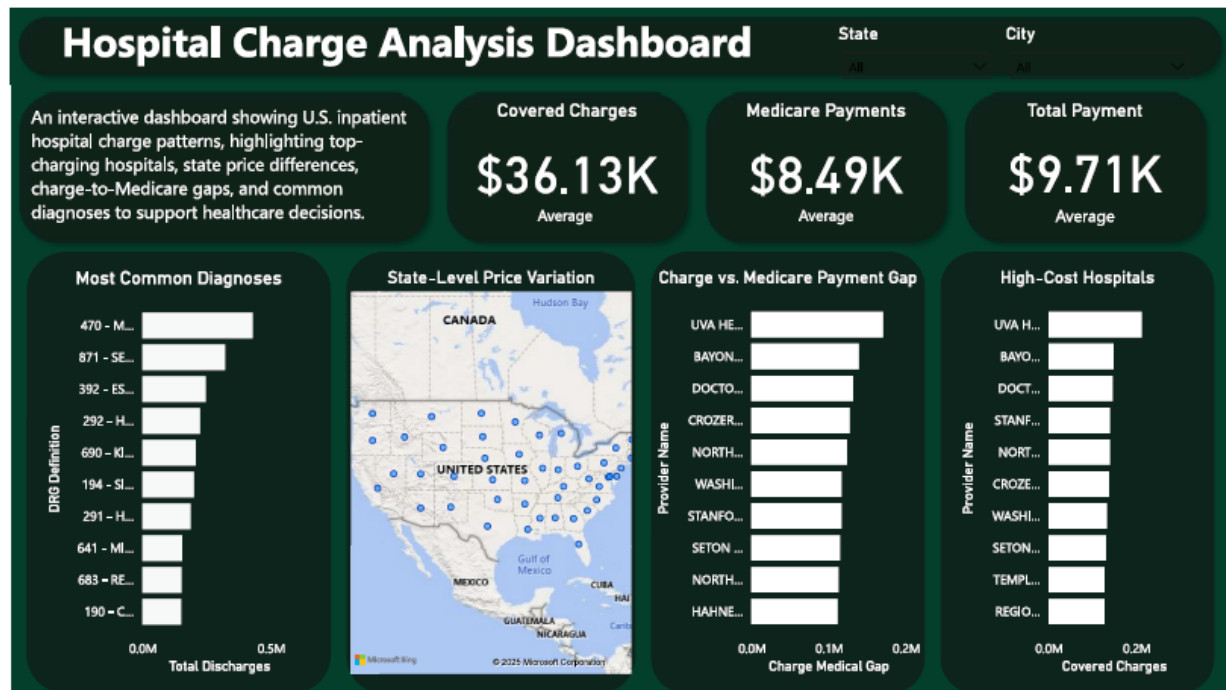 Hospital Charge Analysis Dashboard
State
City
All
All
An interactive dashboard showing U.S. inpatient
hospital charge patterns, highlighting top-
charging hospitals, state price differences,
charge-to-Medicare gaps, and common
diagnoses to support healthcare decisions.
Covered Charges
$36.13K
Average
Medicare Payments
$8.49K
Average
Total Payment
$9.71K
Average
Most Common Diagnoses
DRG Definition
470 - M...
871 - SE...
392 - ES...
292 - H...
690 - KI...
194 - SI...
291 - H...
641 - MI...
683 - RE...
190 - C...
0.0M
0.5M
Total Discharges
State-Level Price Variation
Hudson Bay
CANADA
UNITED STATES
Gulf of
Mexico
MEXICO
CUBA
HAI
GUATEMALA
NICARAGUA
Microsoft Bing
© 2025 Microsoft Corporation
Charge vs. Medicare Payment Gap
Provider Name
UVA HE...
BAYON...
DOCTO...
CROZER...
NORTH...
WASHI...
STANFO...
SETON ...
NORTH...
HAHNE...
0.0M
0.1M
0.2M
Charge Medical Gap
High-Cost Hospitals
Provider Name
UVA H...
BAYO...
DOCT...
STANF...
NORT...
CROZE...
WASHI...
SETON...
TEMPL...
REGIO...
0.0M
0.2M
Covered Charges